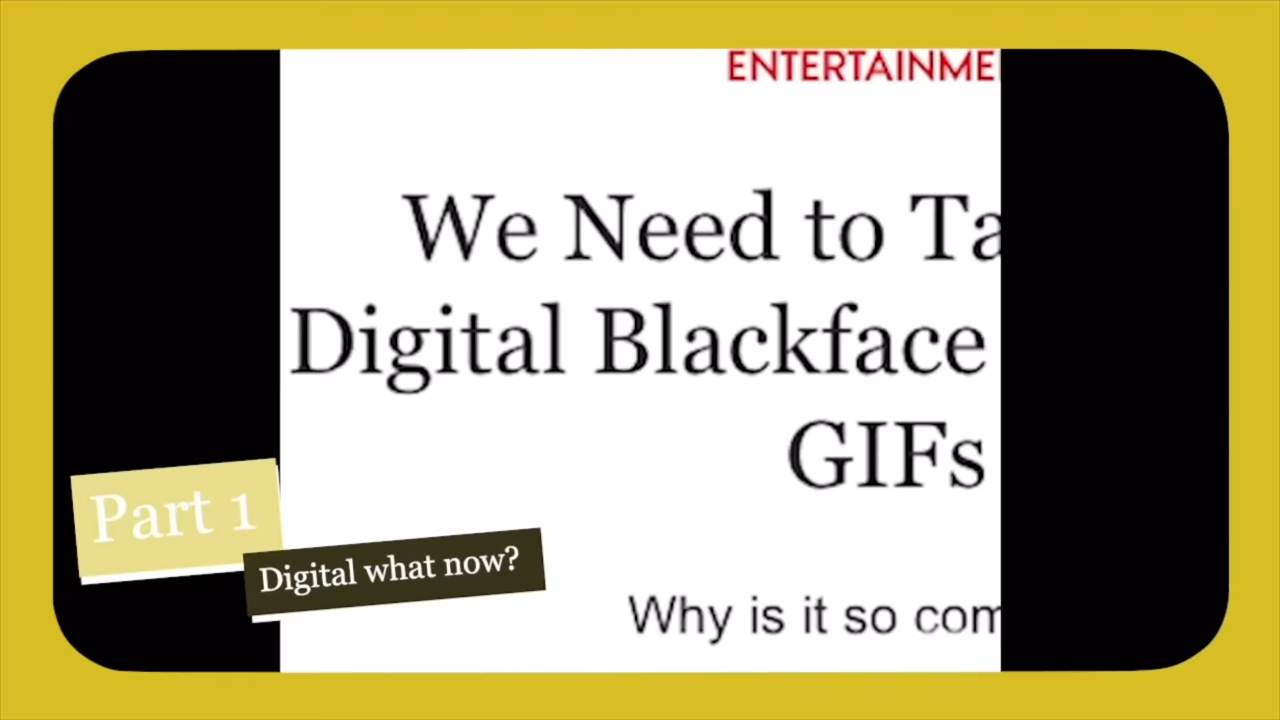 ENTERTAINME
We Need to Ta
Digital Blackface
GIFs
Why is it so com
Part 1
Digital what now?